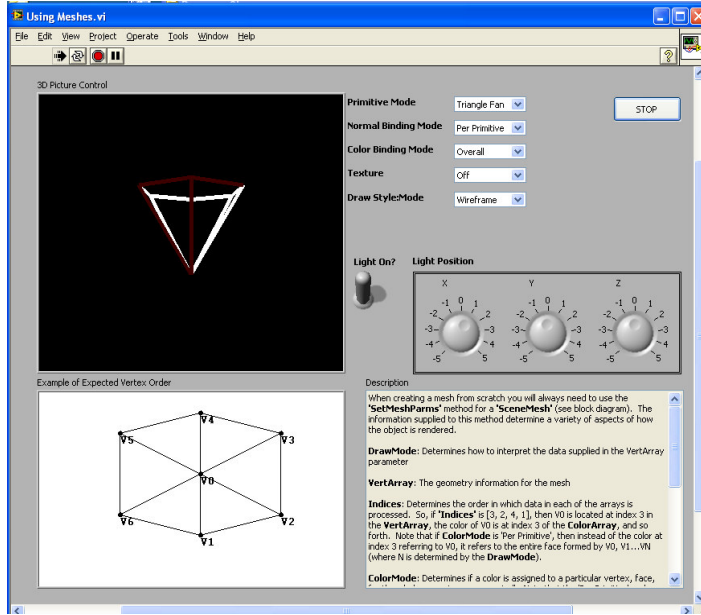 Using Meshes.vi
File Edit View Project Operate Tools Window Help
3D Picture Control
Primitive Mode Triangle Fan
Normal Binding Mode Per Primitive
Color Binding Mode Overall
Texture Off
Draw Style:Mode Wireframe
STOP
Light On? Light Position
X Y Z
-1 0 1 -1 0 1 -1 0 1
-2 2 -2 2 -2 2
-3 3 -3 3 -3 3
-4 4 -4 4 -4 4
-5 5 -5 5 -5 5
Example of Expected Vertex Order
V4
V5 V3
V0
V6 V2
V1
Description
When creating a mesh from scratch you will always need to use the
'SetMeshParms' method for a 'SceneMesh' (see block diagram). The
information supplied to this method determine a variety of aspects of how
the object is rendered.
DrawMode: Determines how to interpret the data supplied in the VertArray
parameter
VertArray: The geometry information for the mesh
Indices: Determines the order in which data in each of the arrays is
processed. So, if 'Indices' is [3, 2, 4, 1], then V0 is located at index 3 in
the VertArray, the color of V0 is at index 3 of the ColorArray, and so
forth. Note that if ColorMode is 'Per Primitive', then instead of the color at
index 3 referring to V0, it refers to the entire face formed by V0, V1...VN
(where N is determined by the DrawMode).
ColorMode: Determines if a color is assigned to a particular vertex, face,